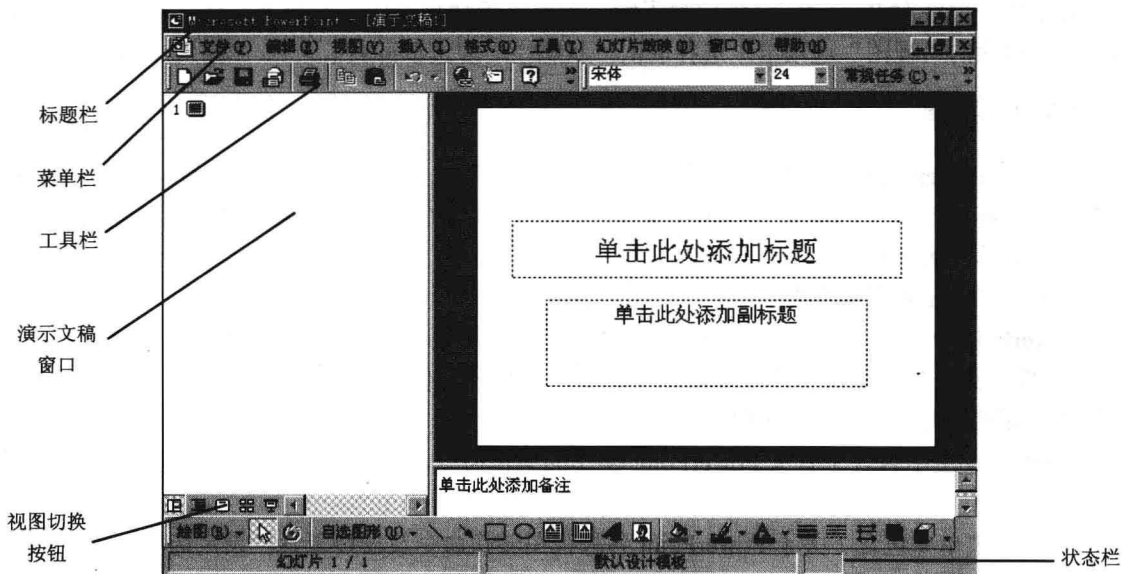 Microsoft PowerPoint - [演示文稿1]
文件(F) 编辑(E) 视图(V) 插入(I) 格式(O) 工具(T) 幻灯片放映(D) 窗口(W) 帮助(H)
宋体 24 常规任务(C)
标题栏
1
菜单栏
工具栏
单击此处添加标题
单击此处添加副标题
演示文稿
窗口
单击此处添加备注
视图切换
按钮
绘图(R) 自选图形(U)
幻灯片 1 / 1 默认设计模板
状态栏